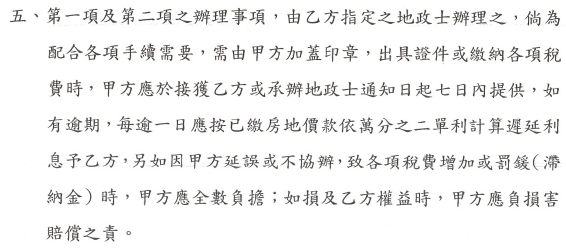 五、第一項及第二項之辦理事項，由乙方指定之地政士辦理之，倘為
配合各項手續需要，需由甲方加蓋印章，出具證件或繳納各項稅
費時，甲方應於接獲乙方或承辦地政士通知日起七日內提供，如
有逾期，每逾一日應按已繳房地價款依萬分之二單利計算遲延利
息予乙方，另如因甲方延誤或不協辦，致各項稅費增加或罰鍰（滯
納金）時，甲方應全數負擔；如損及乙方權益時，甲方應負損害
賠償之責。